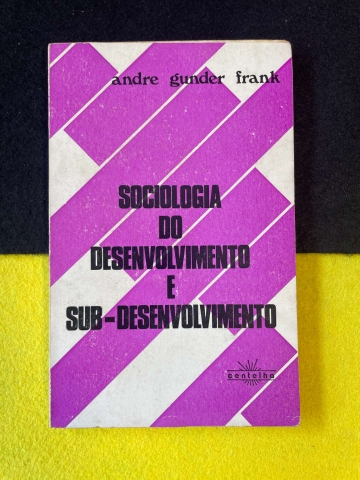 andre gunder frank
SOCIOLOGIA
DO
DESENVOLVIMENTO
E
SUB-DESENVOLVIMENTO
centelha